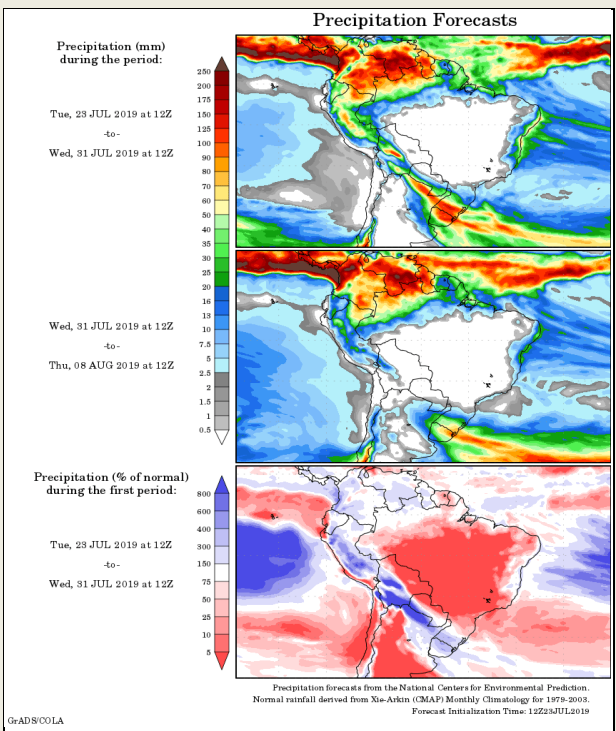 Precipitation Forecasts
Precipitation (mm)
during the period:
Tue, 23 JUL 2019 at 12Z
-to-
Wed, 31 JUL 2019 at 12Z
250
200
175
150
125
100
90
80
70
60
50
40
35
30
25
20
16
13
10
7.5
5
2.5
2
1.5
1
0.5
Wed, 31 JUL 2019 at 12Z
-to-
Thu, 08 AUG 2019 at 12Z
Precipitation (% of normal)
during the first period:
Tue, 23 JUL 2019 at 12Z
-to-
Wed, 31 JUL 2019 at 12Z
800
600
400
300
150
75
50
25
10
5
Precipitation forecasts from the National Centers for Environmental Prediction.
Normal rainfall derived from Xie-Arkin (CMAP) Monthly Climatology for 1979-2003.
Forecast Initialization Time: 12Z23JUL2019
GrADS/COLA